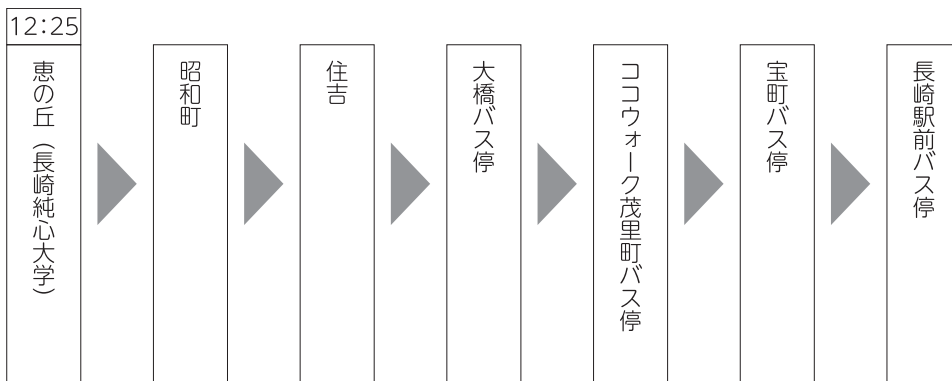 12:25
恵の丘（長崎純心大学）
昭和町
住吉
大橋バス停
ココウォーク茂里町バス停
宝町バス停
長崎駅前バス停